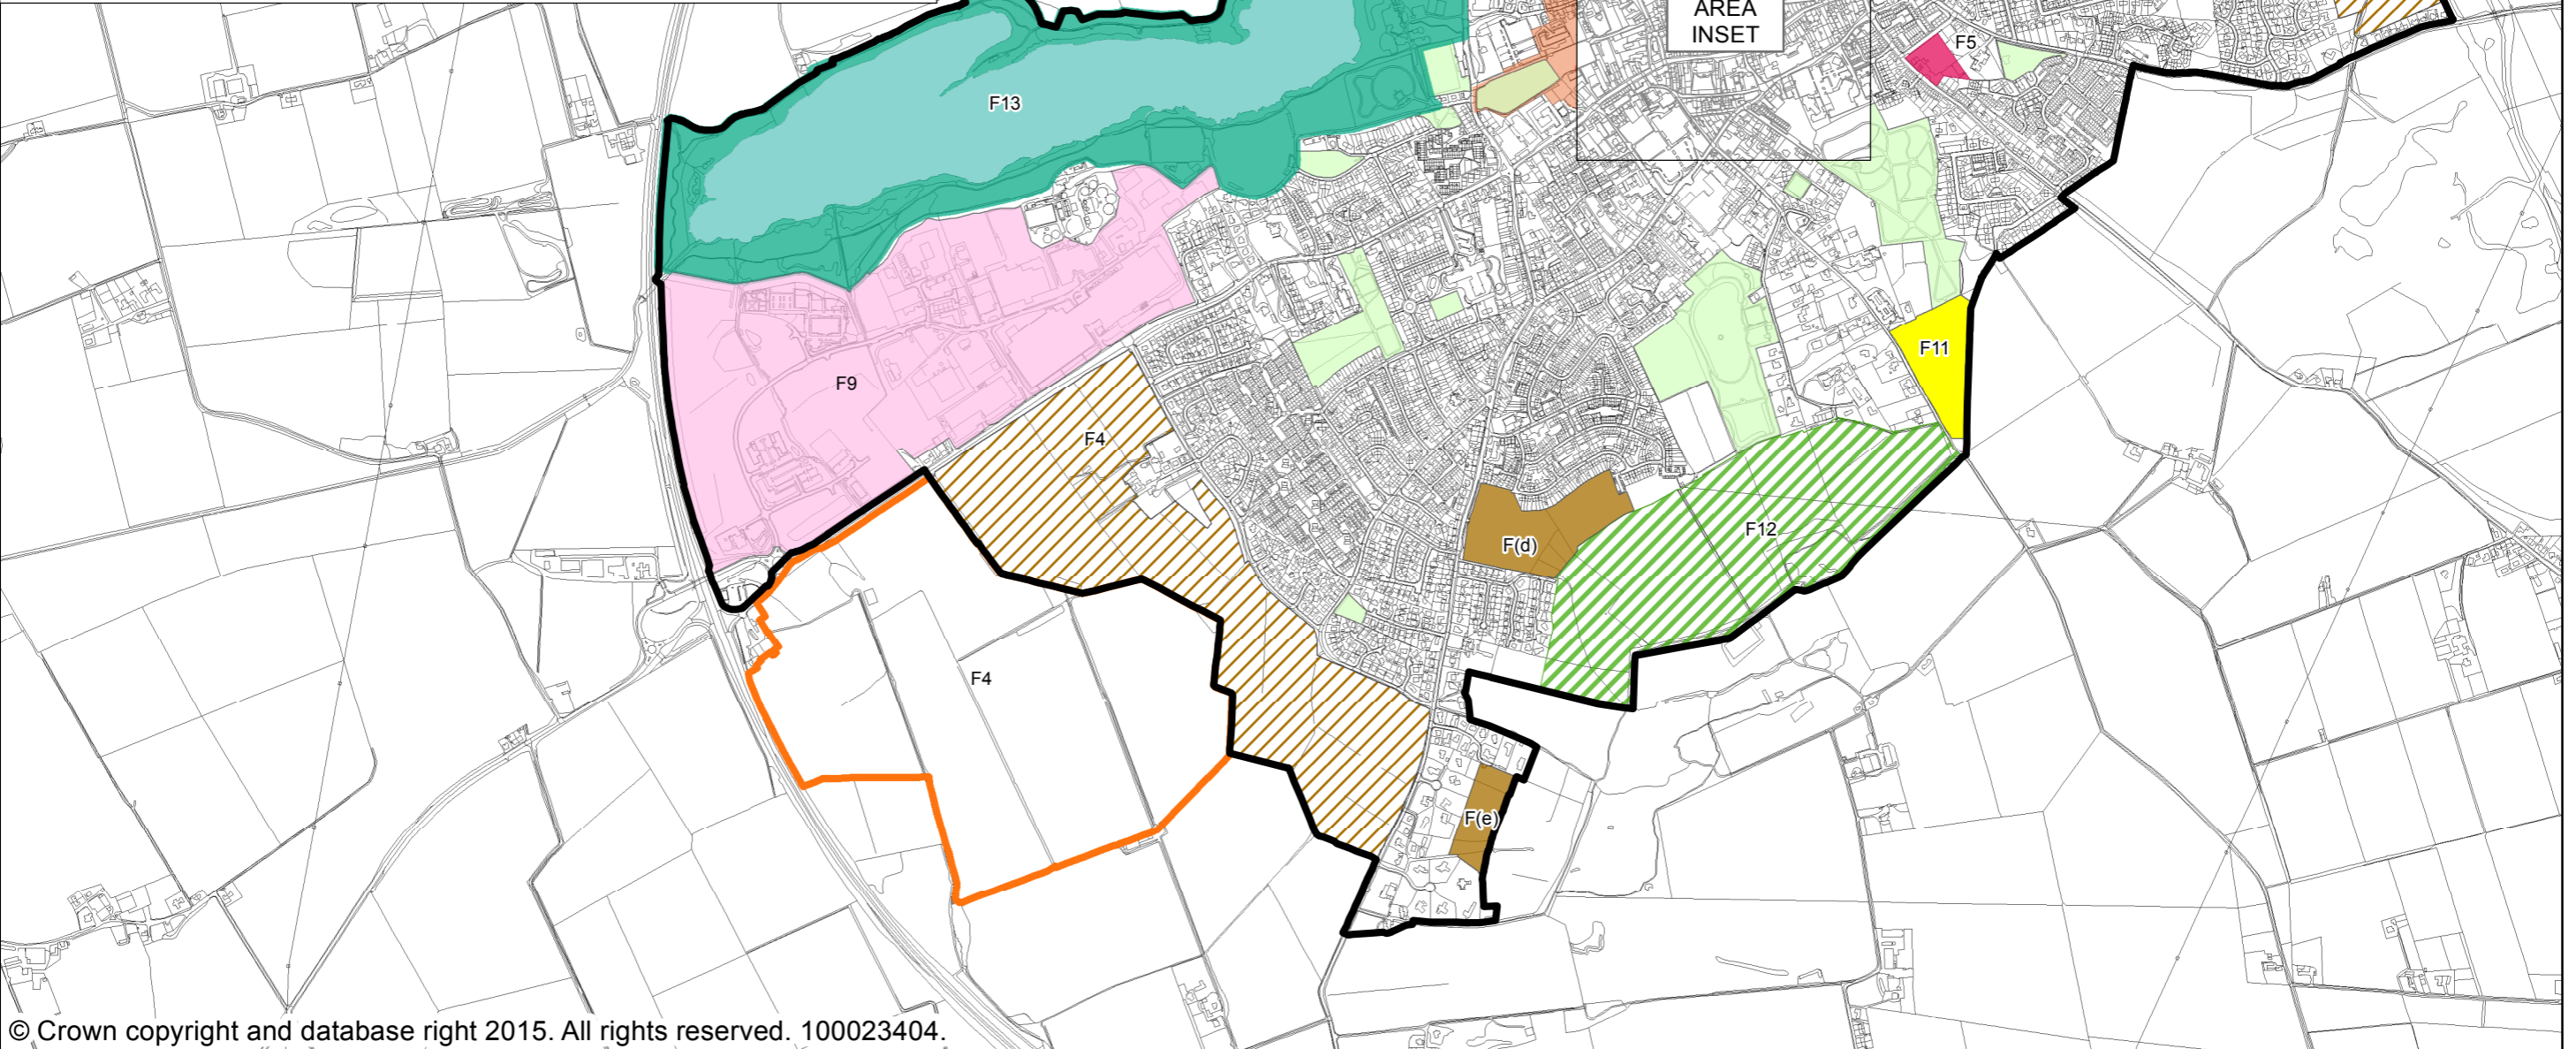 AREA
INSET
F5
F13
F11
F9
F4
F12
F(d)
F4
F(e)
© Crown copyright and database right 2015. All rights reserved. 100023404.